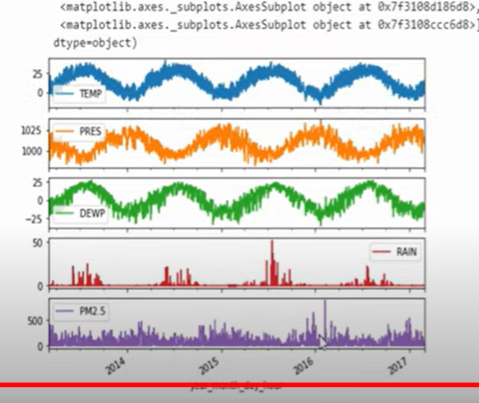 <matplotlib.axes._subplots.AxesSubplot object at 0x7f3108d186d8>,
<matplotlib.axes._subplots.AxesSubplot object at 0x7f3108ccc6d8>]
dtype=object)
25
0
TEMP
1025
1000
PRES
25
0
−25
DEWP
50
0
RAIN
500
0
PM2.5
2014
2015
2016
2017
year_month_day_hour